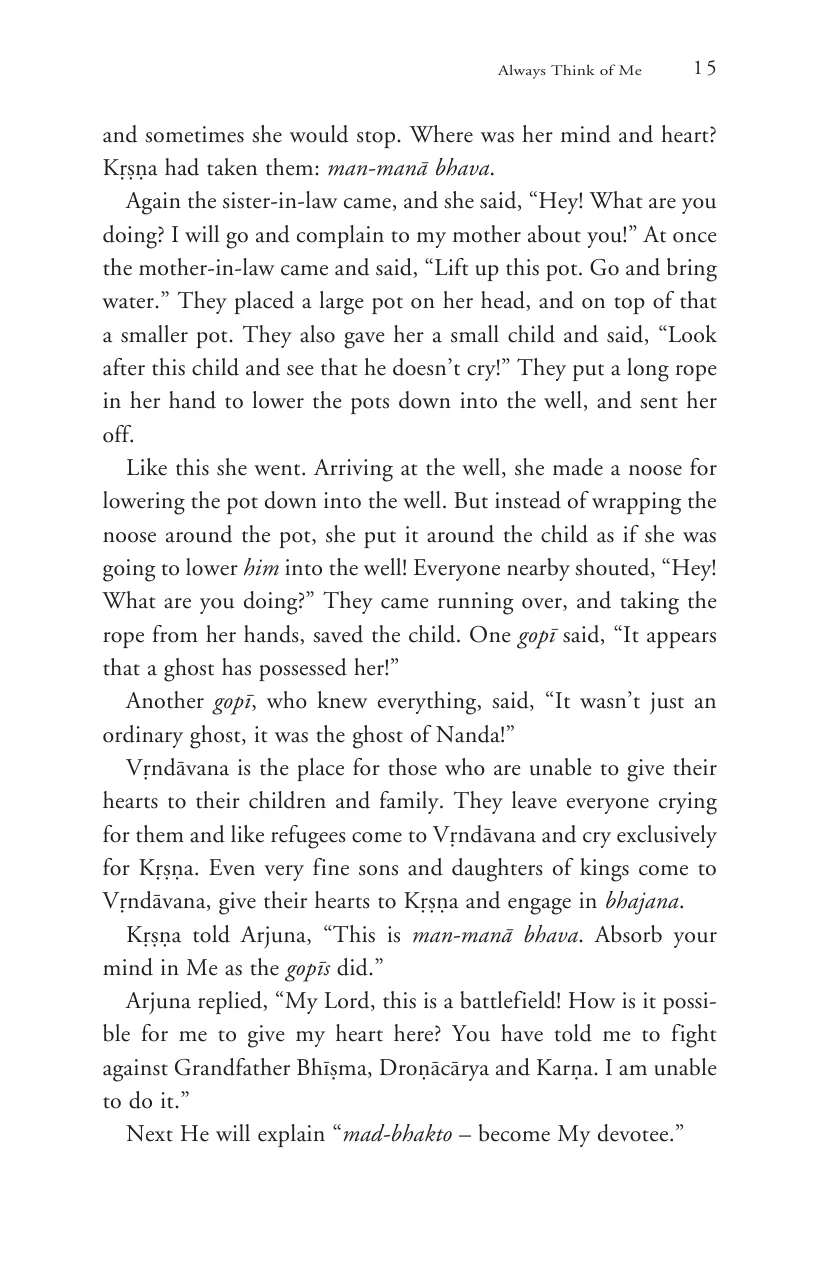 Always Think of Me 15
and sometimes she would stop. Where was her mind and heart?
Kṛṣṇa had taken them: man-manā bhava.
Again the sister-in-law came, and she said, “Hey! What are you
doing? I will go and complain to my mother about you!” At once
the mother-in-law came and said, “Lift up this pot. Go and bring
water.” They placed a large pot on her head, and on top of that
a smaller pot. They also gave her a small child and said, “Look
after this child and see that he doesn’t cry!” They put a long rope
in her hand to lower the pots down into the well, and sent her
off.
Like this she went. Arriving at the well, she made a noose for
lowering the pot down into the well. But instead of wrapping the
noose around the pot, she put it around the child as if she was
going to lower him into the well! Everyone nearby shouted, “Hey!
What are you doing?” They came running over, and taking the
rope from her hands, saved the child. One gopī said, “It appears
that a ghost has possessed her!”
Another gopī, who knew everything, said, “It wasn’t just an
ordinary ghost, it was the ghost of Nanda!”
Vṛndāvana is the place for those who are unable to give their
hearts to their children and family. They leave everyone crying
for them and like refugees come to Vṛndāvana and cry exclusively
for Kṛṣṇa. Even very fine sons and daughters of kings come to
Vṛndāvana, give their hearts to Kṛṣṇa and engage in bhajana.
Kṛṣṇa told Arjuna, “This is man-manā bhava. Absorb your
mind in Me as the gopīs did.”
Arjuna replied, “My Lord, this is a battlefield! How is it possi-
ble for me to give my heart here? You have told me to fight
against Grandfather Bhīṣma, Droṇācārya and Karṇa. I am unable
to do it.”
Next He will explain “mad-bhakto – become My devotee.”